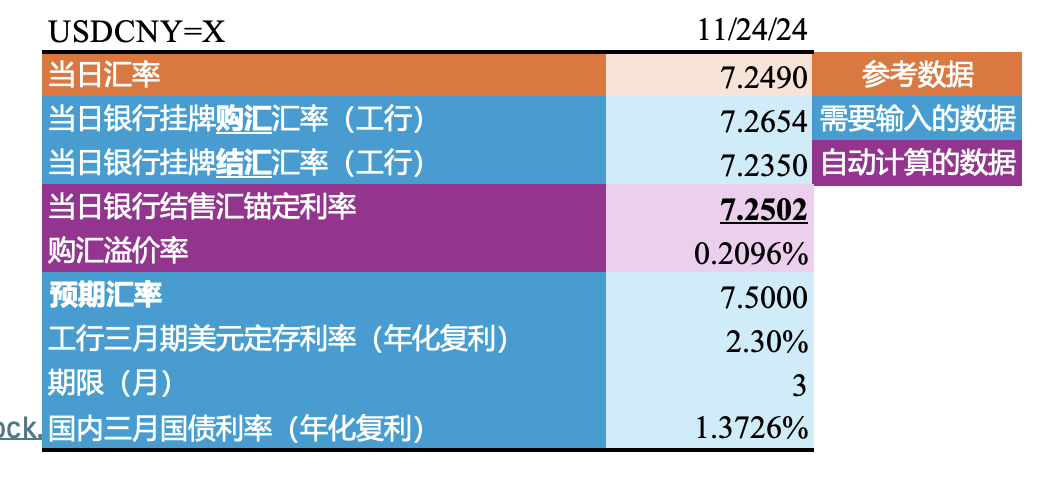 USDCNY=X 11/24/24
当日汇率 7.2490 参考数据
当日银行挂牌购汇汇率（工行） 7.2654 需要输入的数据
当日银行挂牌结汇汇率（工行） 7.2350 自动计算的数据
当日银行结售汇锚定利率 7.2502
购汇溢价率 0.2096%
预期汇率 7.5000
工行三月期美元定存利率（年化复利） 2.30%
期限（月） 3
ock. 国内三月国债利率（年化复利） 1.3726%